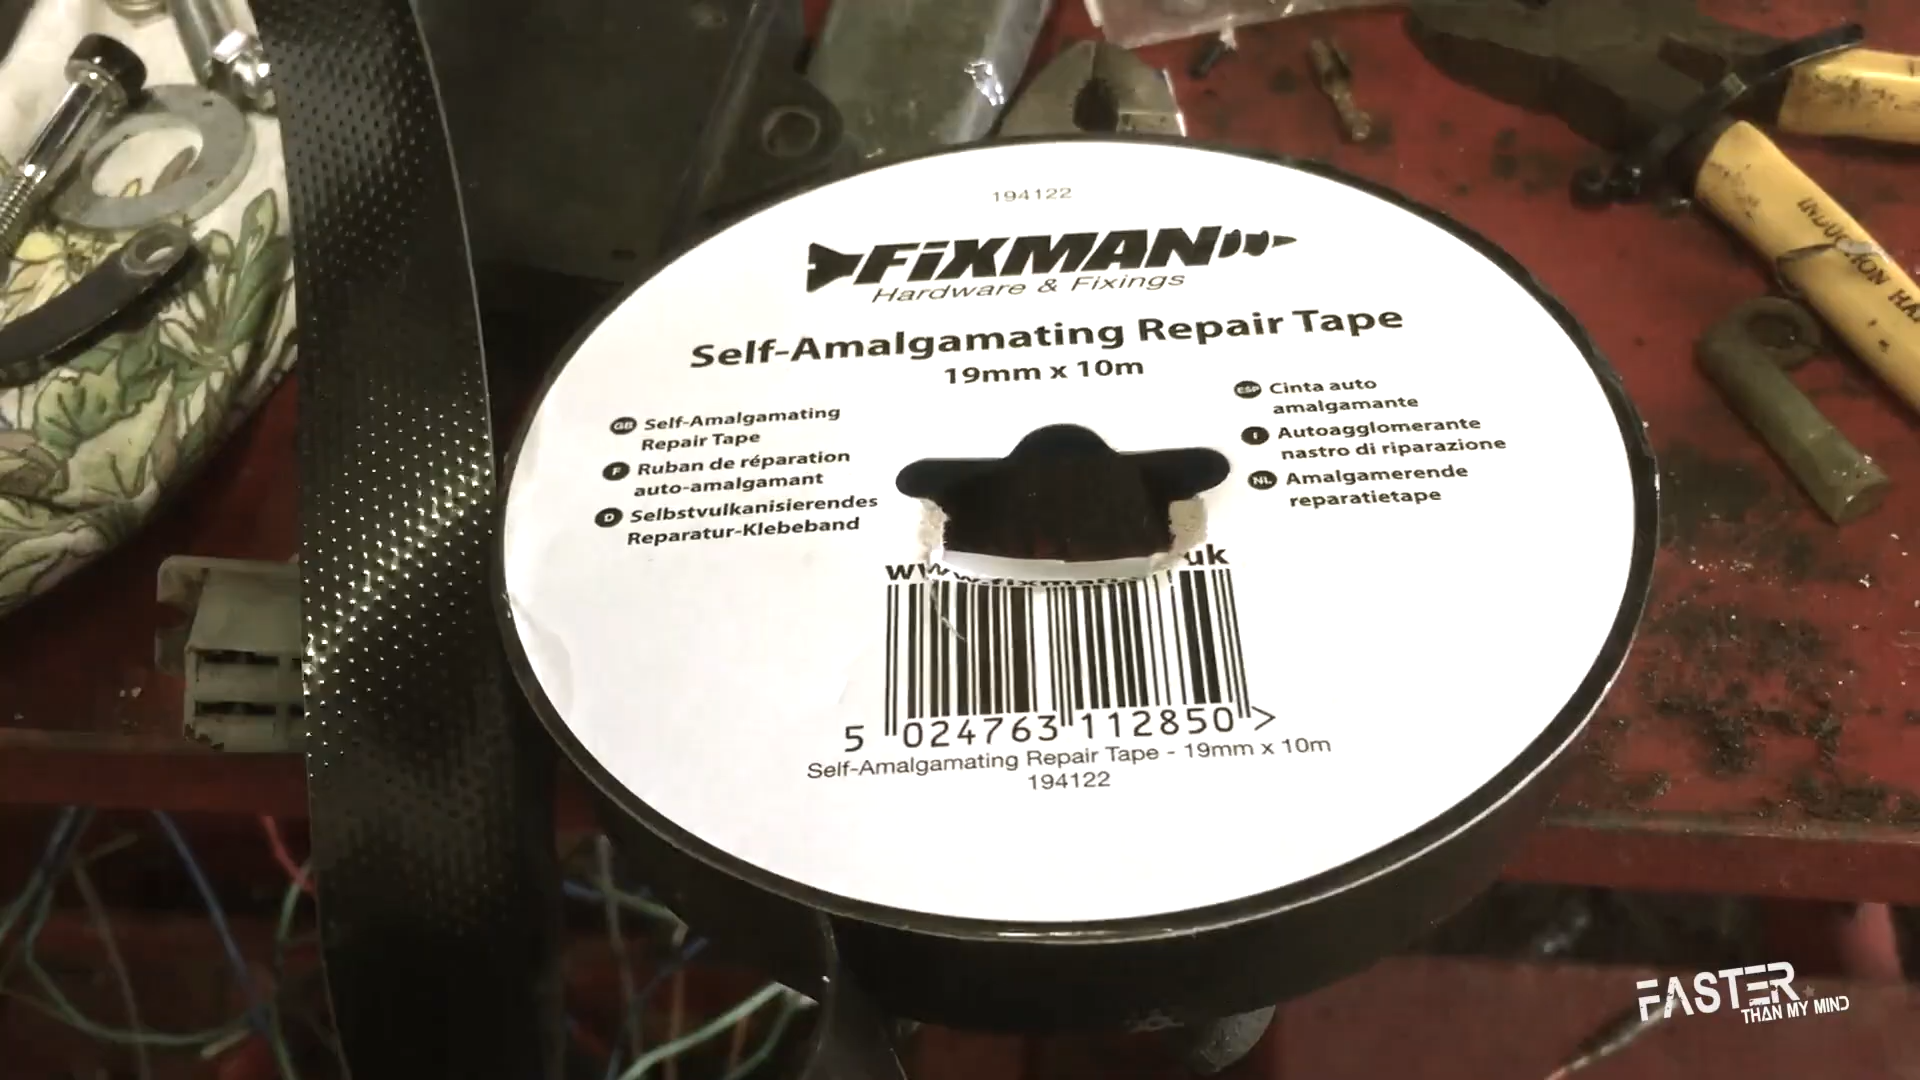 194122
FiXMAN
Hardware & Fixings
Self-Amalgamating Repair Tape
19mm x 10m
GB Self-Amalgamating
Repair Tape
F Ruban de réparation
auto-amalgamant
D Selbstvulkanisierendes
Reparatur-Klebeband
ESP Cinta auto
amalgamante
I Autoagglomerante
nastro di riparazione
NL Amalgamerende
reparatietape
uk
5 024763 112850 >
Self-Amalgamating Repair Tape - 19mm x 10m
194122
INDUCTION
FASTER
THAN MY MIND